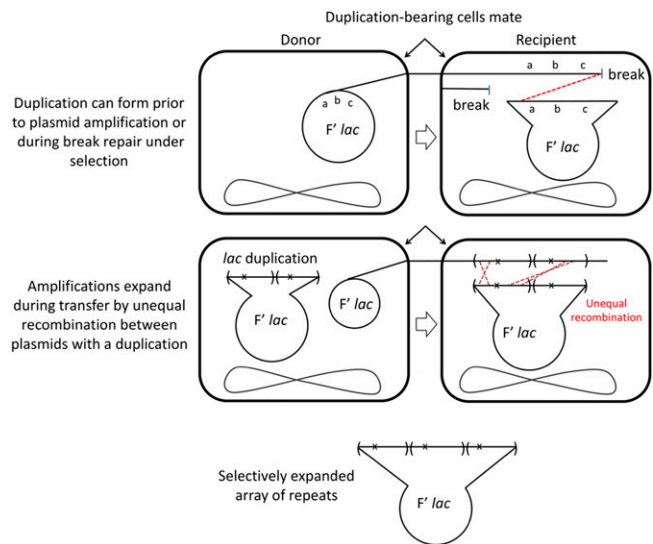 Duplication-bearing cells mate
Donor
Recipient
Duplication can form prior
to plasmid amplification or
during break repair under
selection
a b c
F' lac
a b c
break
break
a b c
F' lac
Amplifications expand
during transfer by unequal
recombination between
plasmids with a duplication
lac duplication
( x )( x )
F' lac
F' lac
( x )( x )
( x )( x )
Unequal
recombination
F' lac
( x )( x )( x )
Selectively expanded
array of repeats
F' lac